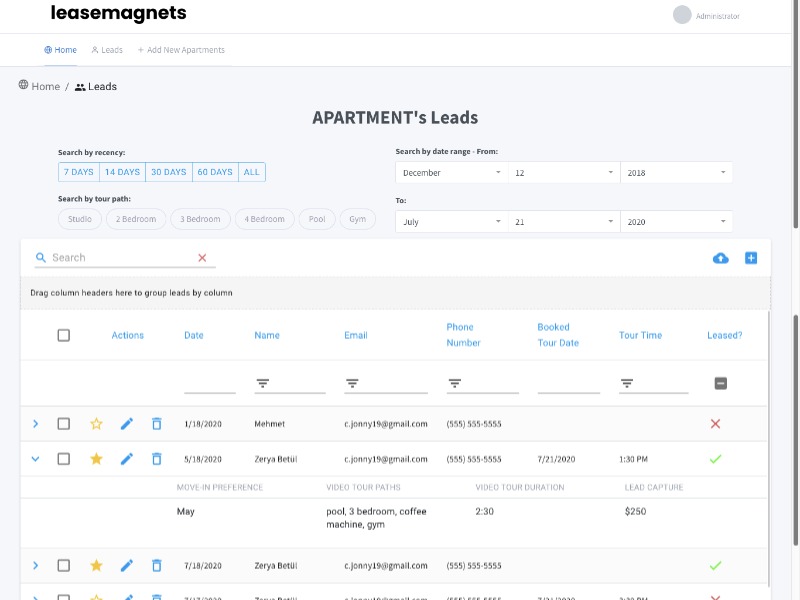 leasemagnets
Administrator
Home Leads + Add New Apartments
Home / Leads
APARTMENT's Leads
Search by recency:
7 DAYS 14 DAYS 30 DAYS 60 DAYS ALL
Search by date range - From:
December 12 2018
Search by tour path:
Studio 2 Bedroom 3 Bedroom 4 Bedroom Pool Gym
To:
July 21 2020
Search
Drag column headers here to group leads by column
Actions Date Name Email Phone Number Booked Tour Date Tour Time Leased?
1/18/2020 Mehmet c.jonny19@gmail.com (555) 555-5555
5/18/2020 Zerya Betül c.jonny19@gmail.com (555) 555-5555 7/21/2020 1:30 PM
MOVE-IN PREFERENCE VIDEO TOUR PATHS VIDEO TOUR DURATION LEAD CAPTURE
May pool, 3 bedroom, coffee machine, gym 2:30 $250
7/18/2020 Zerya Betül c.jonny19@gmail.com (555) 555-5555